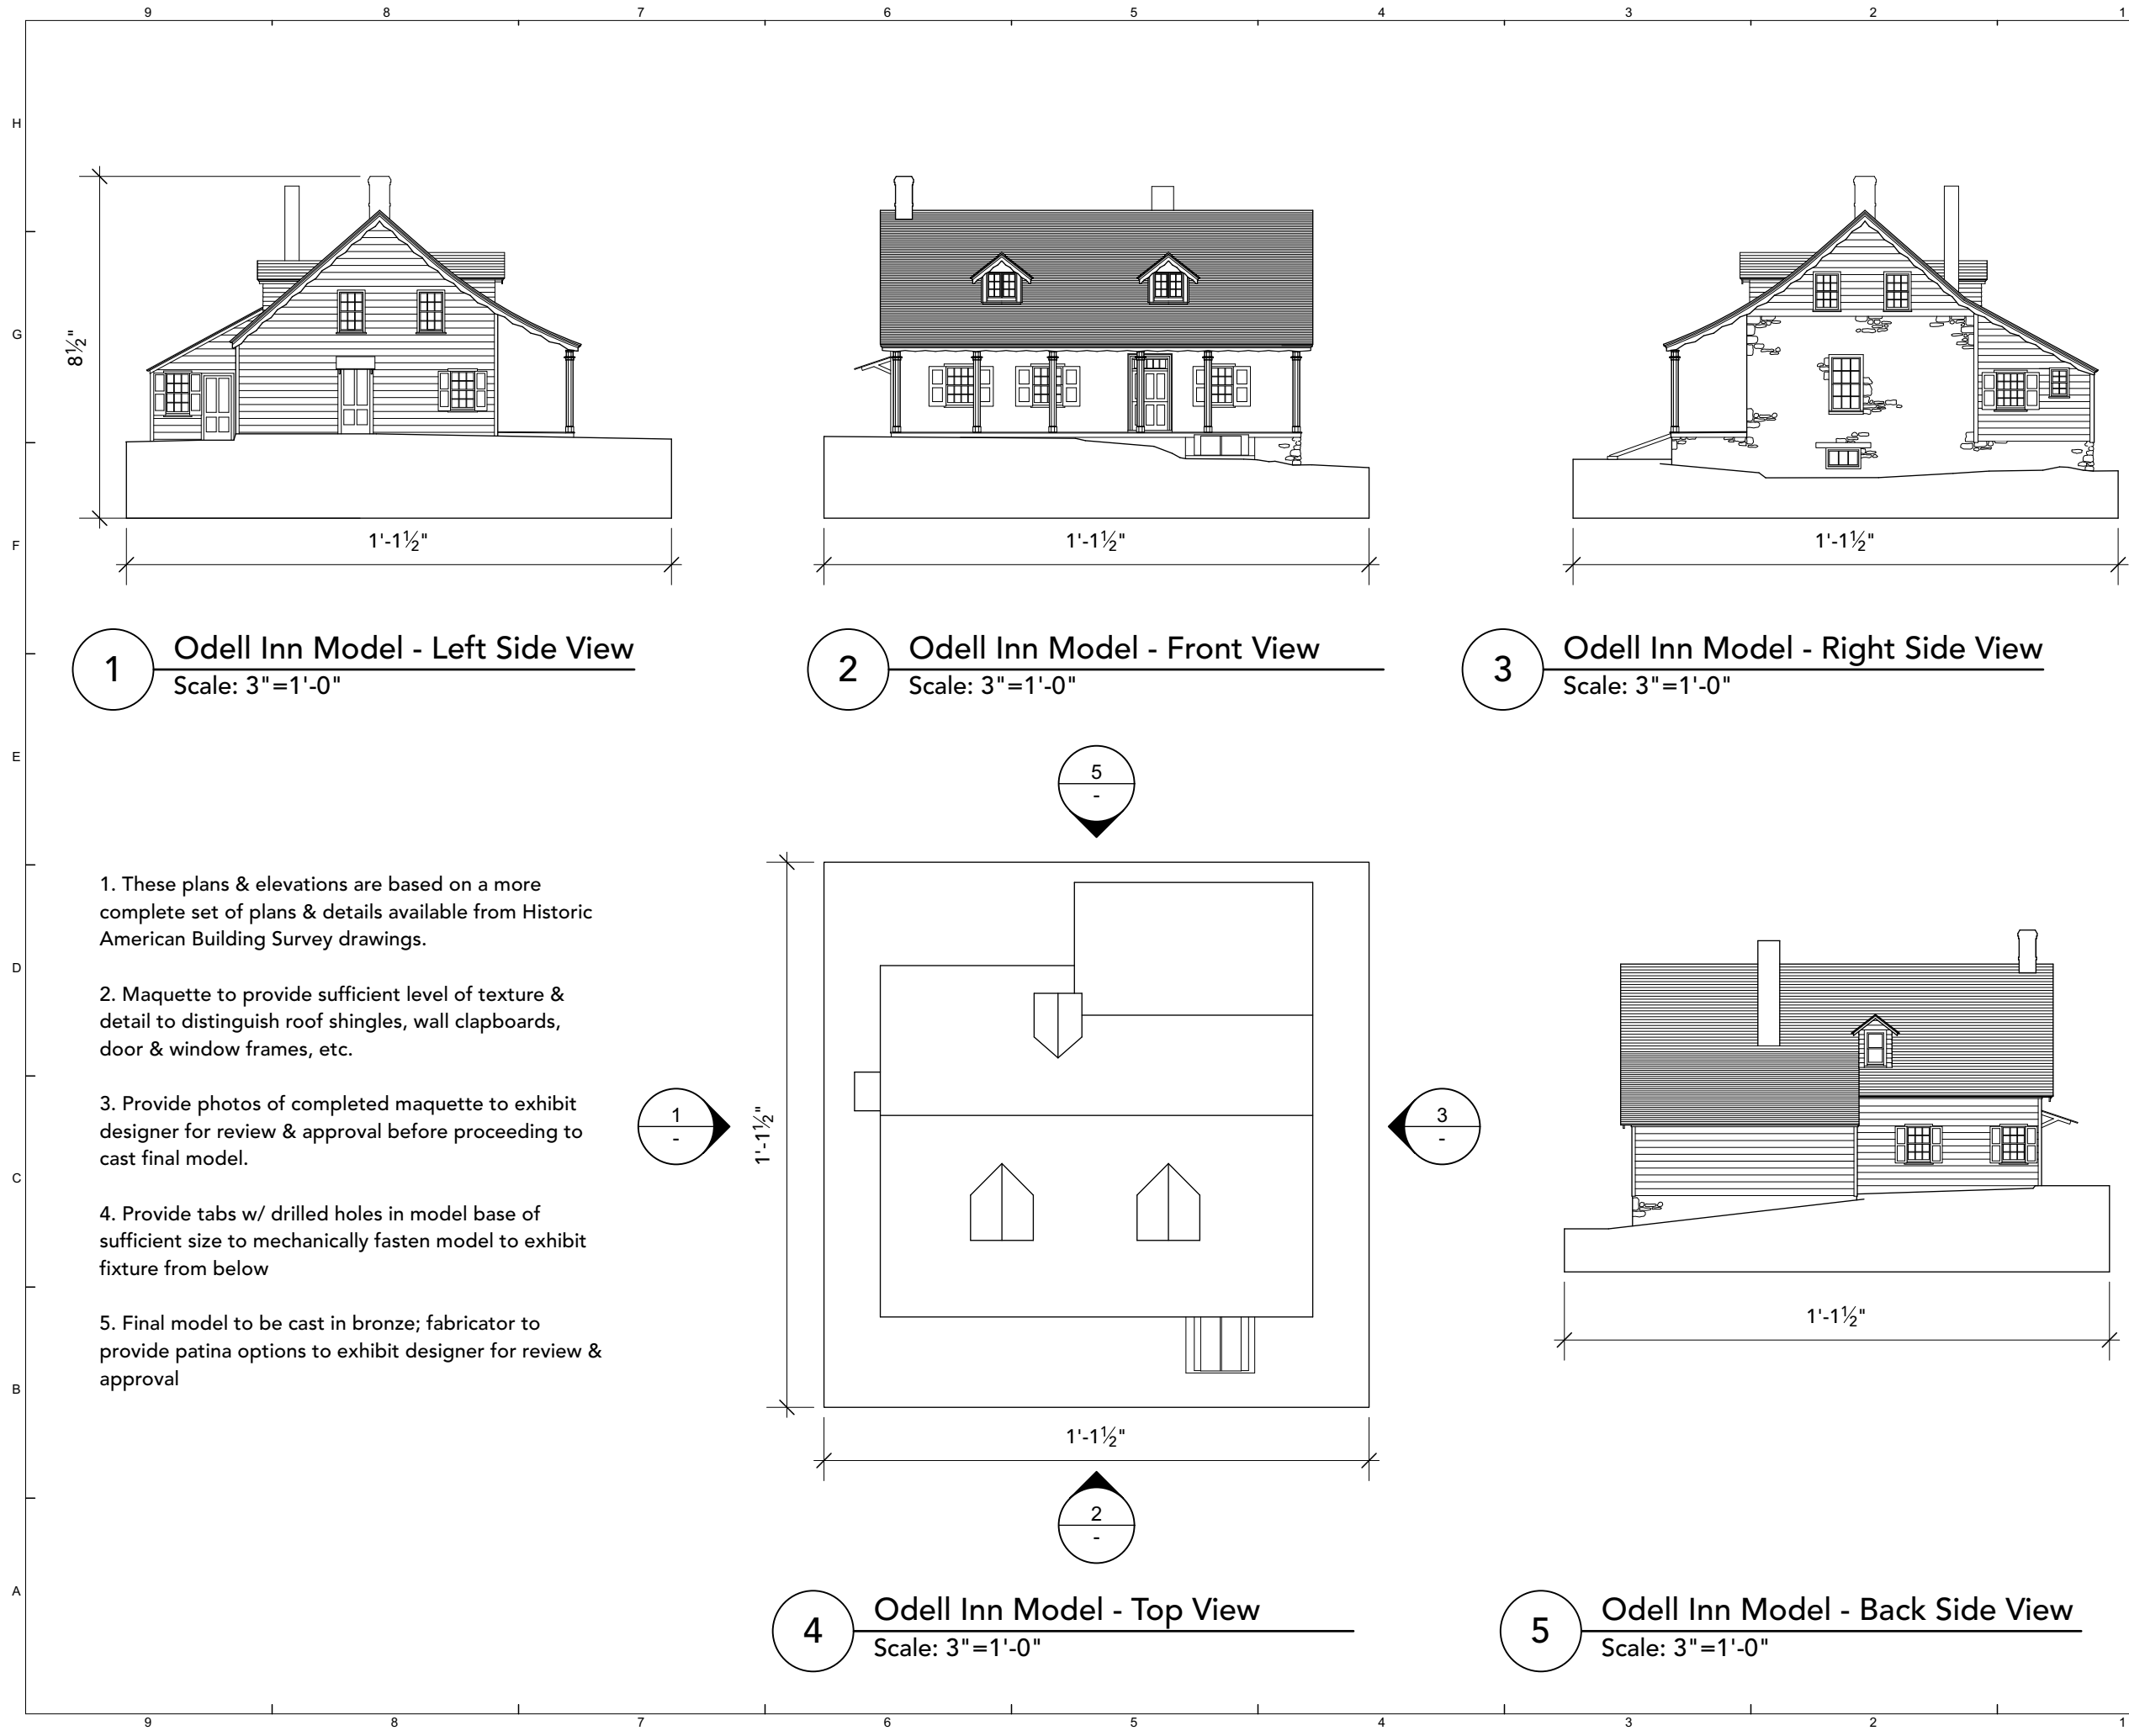 9 8 7 6 5 4 3 2 1
H
G
F
E
D
C
B
A
8½"
1'-1½"
1'-1½"
1'-1½"
1 Odell Inn Model - Left Side View
Scale: 3"=1'-0"
2 Odell Inn Model - Front View
Scale: 3"=1'-0"
3 Odell Inn Model - Right Side View
Scale: 3"=1'-0"
5
-
1. These plans & elevations are based on a more
complete set of plans & details available from Historic
American Building Survey drawings.
2. Maquette to provide sufficient level of texture &
detail to distinguish roof shingles, wall clapboards,
door & window frames, etc.
3. Provide photos of completed maquette to exhibit
designer for review & approval before proceeding to
cast final model.
4. Provide tabs w/ drilled holes in model base of
sufficient size to mechanically fasten model to exhibit
fixture from below
5. Final model to be cast in bronze; fabricator to
provide patina options to exhibit designer for review &
approval
1
-
1'-1½"
3
-
1'-1½"
1'-1½"
2
-
4 Odell Inn Model - Top View
Scale: 3"=1'-0"
5 Odell Inn Model - Back Side View
Scale: 3"=1'-0"
9 8 7 6 5 4 3 2 1